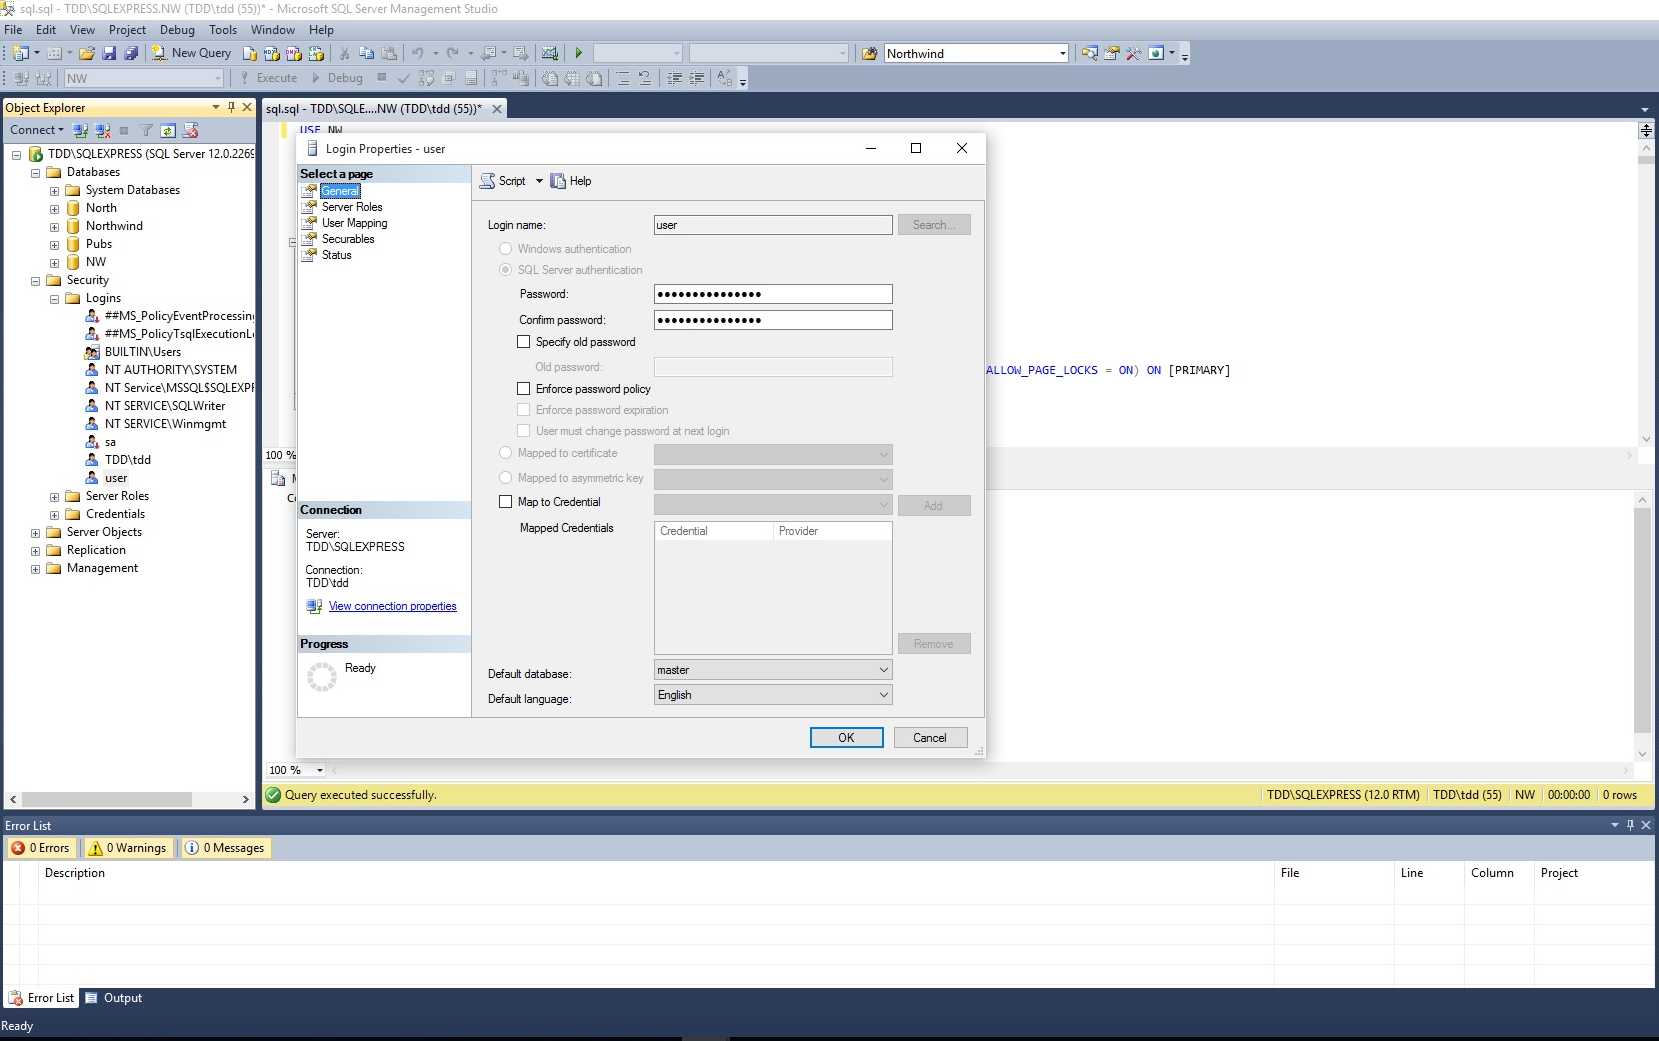 sql.sql - TDD\SQLEXPRESS.NW (TDD\tdd (55))* - Microsoft SQL Server Management Studio
File Edit View Project Debug Tools Window Help
New Query Northwind
NW Execute Debug
Object Explorer
Connect
TDD\SQLEXPRESS (SQL Server 12.0.2269
Databases
System Databases
North
Northwind
Pubs
NW
Security
Logins
##MS_PolicyEventProcessing
##MS_PolicyTsqlExecutionLo
BUILTIN\Users
NT AUTHORITY\SYSTEM
NT Service\MSSQL$SQLEXPR
NT SERVICE\SQLWriter
NT SERVICE\Winmgmt
sa
TDD\tdd
user
Server Roles
Credentials
Server Objects
Replication
Management
sql.sql - TDD\SQLE....NW (TDD\tdd (55))*
USE NW
ALLOW_PAGE_LOCKS = ON) ON [PRIMARY]
100 %
Login Properties - user
Select a page
General
Server Roles
User Mapping
Securables
Status
Connection
Server:
TDD\SQLEXPRESS
Connection:
TDD\tdd
View connection properties
Progress
Ready
Script Help
Login name: user Search...
Windows authentication
SQL Server authentication
Password: •••••••••••••••
Confirm password: •••••••••••••••
Specify old password
Old password:
Enforce password policy
Enforce password expiration
User must change password at next login
Mapped to certificate
Mapped to asymmetric key
Map to Credential Add
Mapped Credentials Credential Provider
Remove
Default database: master
Default language: English
OK Cancel
100 %
Query executed successfully. TDD\SQLEXPRESS (12.0 RTM) TDD\tdd (55) NW 00:00:00 0 rows
Error List
0 Errors 0 Warnings 0 Messages
Description File Line Column Project
Error List Output
Ready